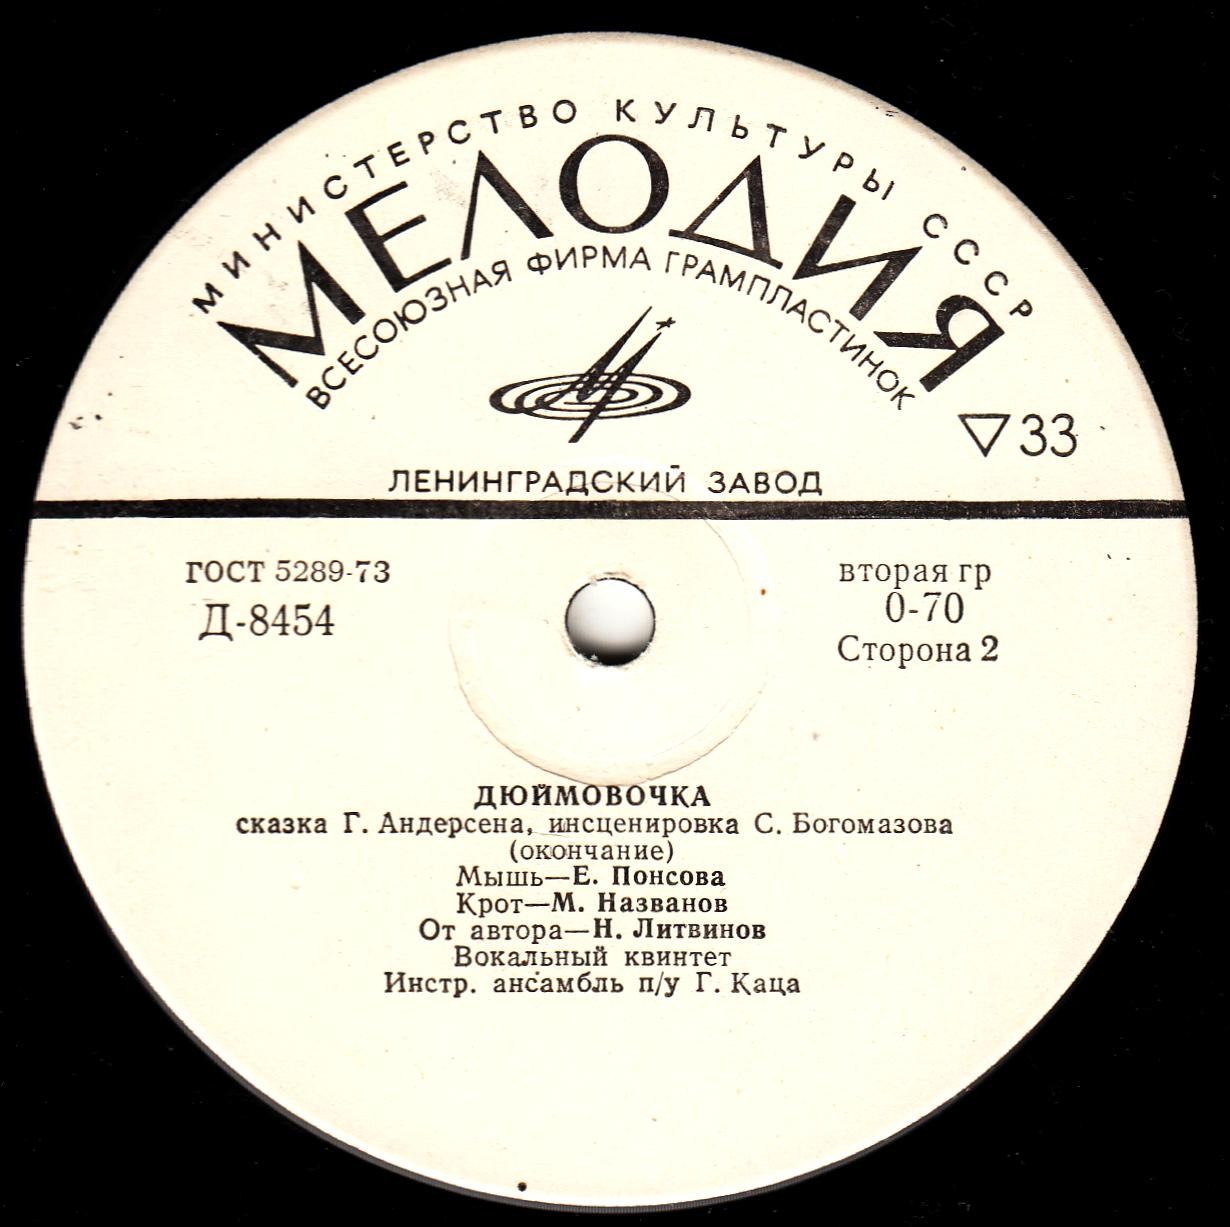 МИНИСТЕРСТВО КУЛЬТУРЫ СССР
МЕЛОДИЯ
ВСЕСОЮЗНАЯ ФИРМА ГРАМПЛАСТИНОК
▽33
ЛЕНИНГРАДСКИЙ ЗАВОД
ГОСТ 5289-73
Д-8454
вторая гр
0-70
Сторона 2
ДЮЙМОВОЧКА
сказка Г. Андерсена, инсценировка С. Богомазова
(окончание)
Мышь—Е. Понсова
Крот—М. Названов
От автора—Н. Литвинов
Вокальный квинтет
Инстр. ансамбль п/у Г. Каца